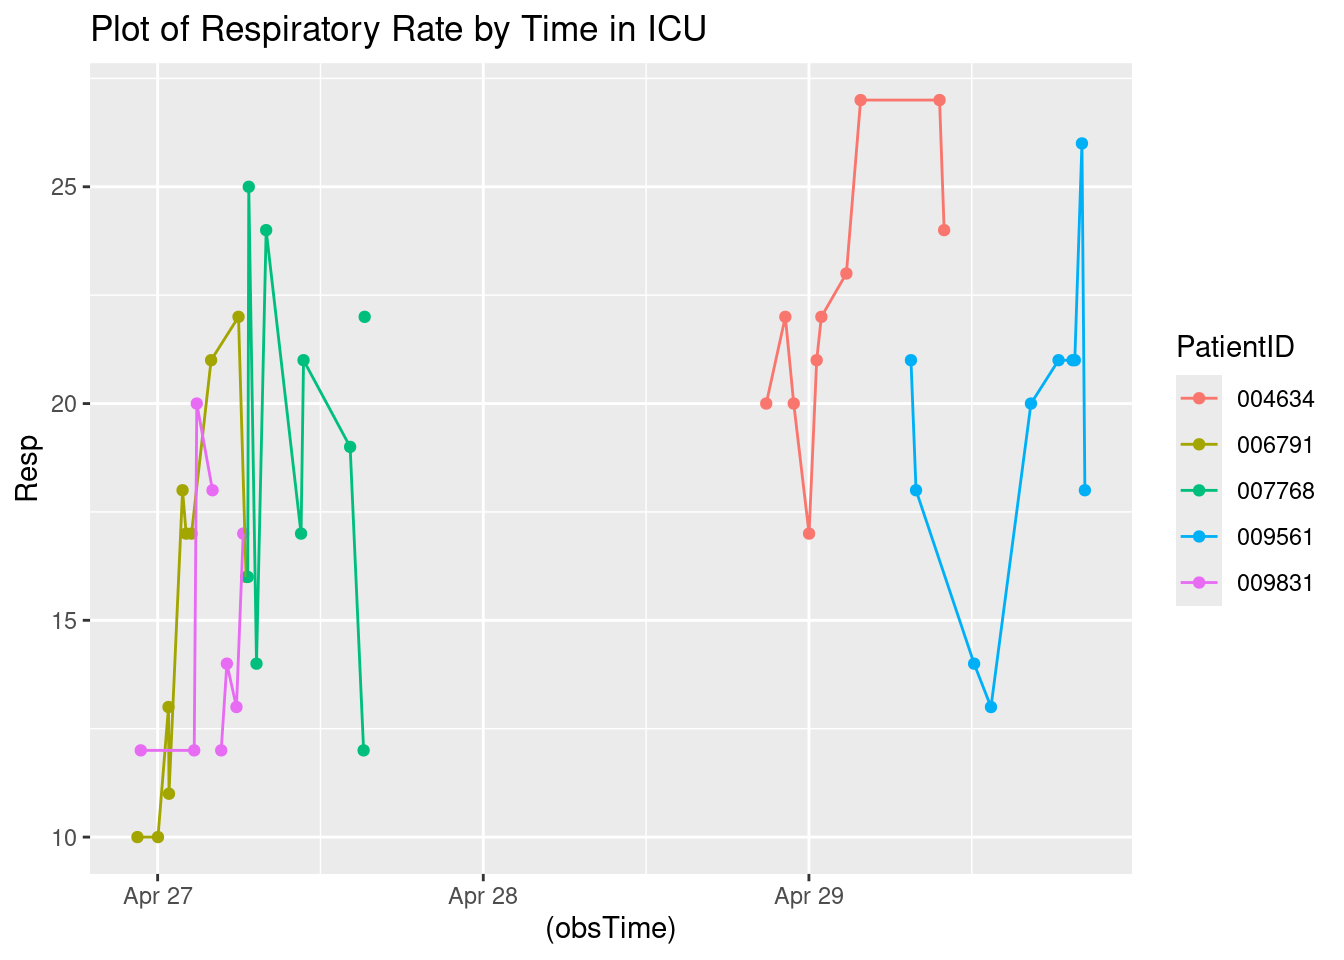 Plot of Respiratory Rate by Time in ICU
Resp
25
20
15
10
Apr 27
Apr 28
Apr 29
(obsTime)
PatientID
004634
006791
007768
009561
009831